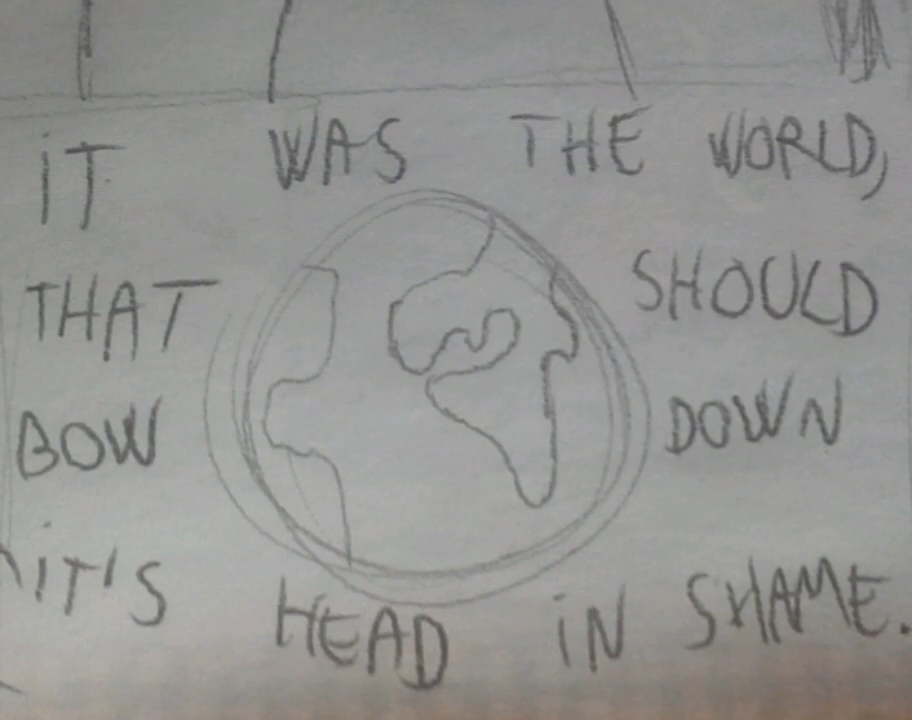 iT WAS THE WORLD,
THAT SHOULD
BOW DOWN
iT'S HEAD iN SHAME.